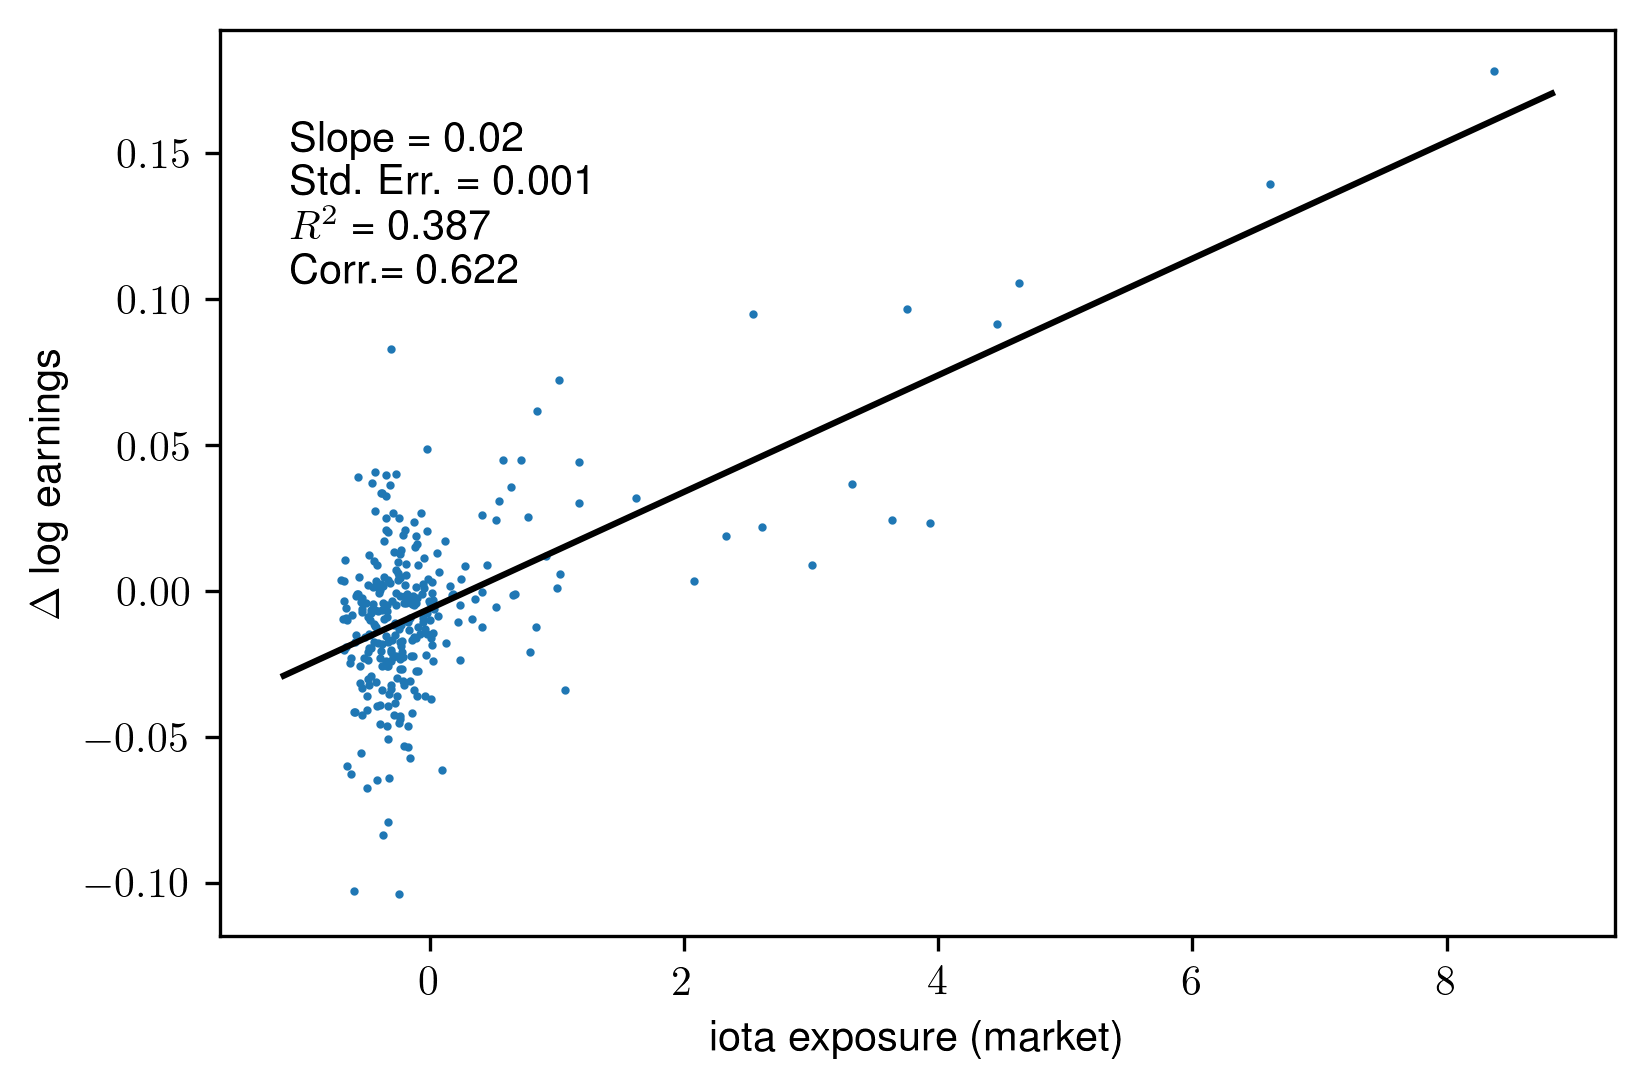 Slope = 0.02
Std. Err. = 0.001
R² = 0.387
Corr.= 0.622
0.15
0.10
0.05
0.00
−0.05
−0.10
Δ log earnings
0 2 4 6 8
iota exposure (market)